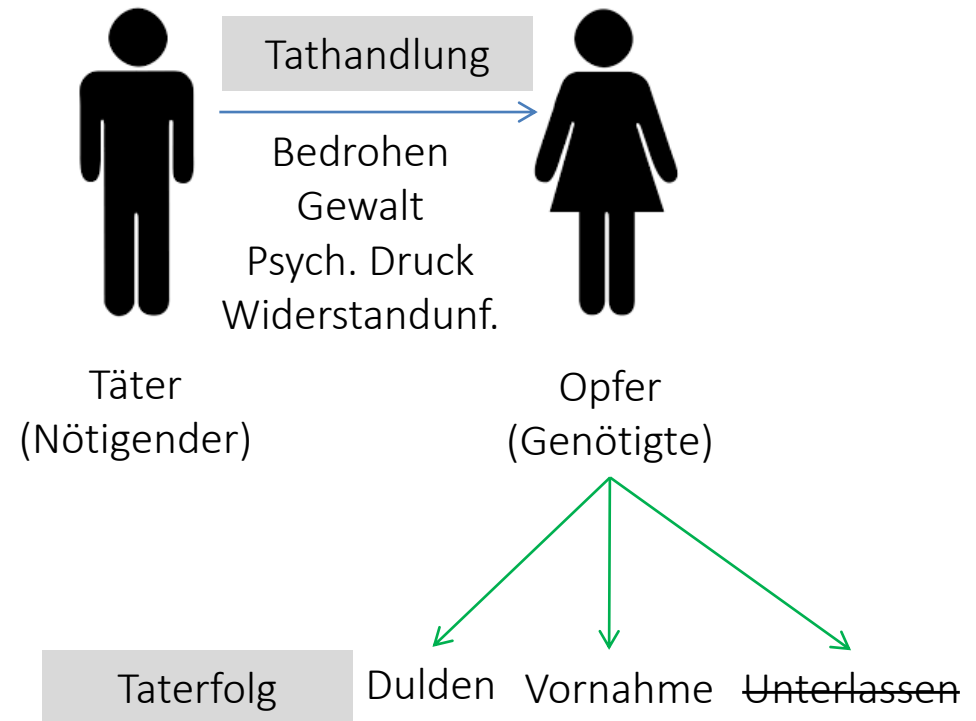 Tathandlung
Bedrohen
Gewalt
Psych. Druck
Widerstandunf.
Täter
(Nötigender)
Opfer
(Genötigte)
Taterfolg
Dulden
Vornahme
Unterlassen